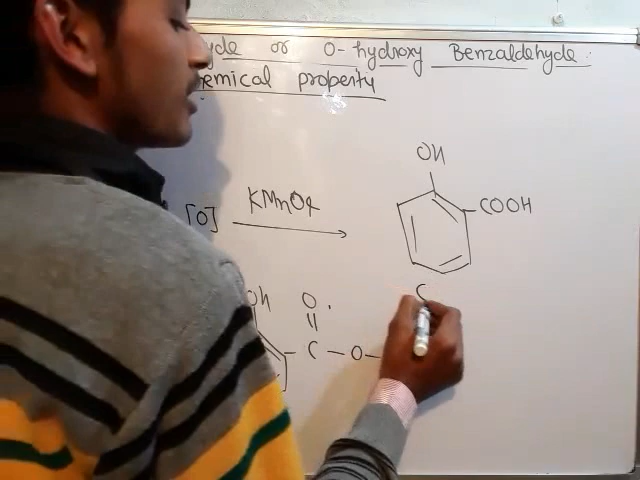 yde or O-hydroxy Benzaldehyde
emical property
OH
[O] KMnO4 COOH
OH O
C - O -
C